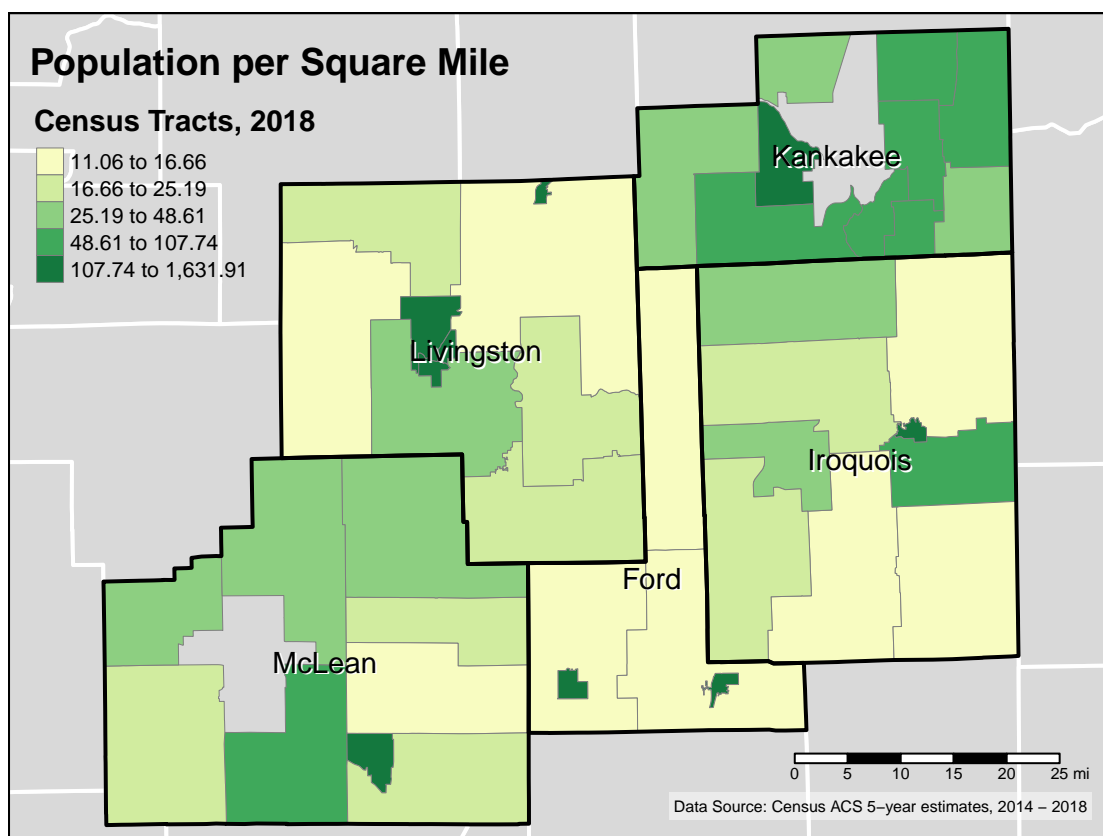 Population per Square Mile
Census Tracts, 2018
11.06 to 16.66
16.66 to 25.19
25.19 to 48.61
48.61 to 107.74
107.74 to 1,631.91
Kankakee
Livingston
Iroquois
Ford
McLean
0 5 10 15 20 25 mi
Data Source: Census ACS 5−year estimates, 2014 − 2018